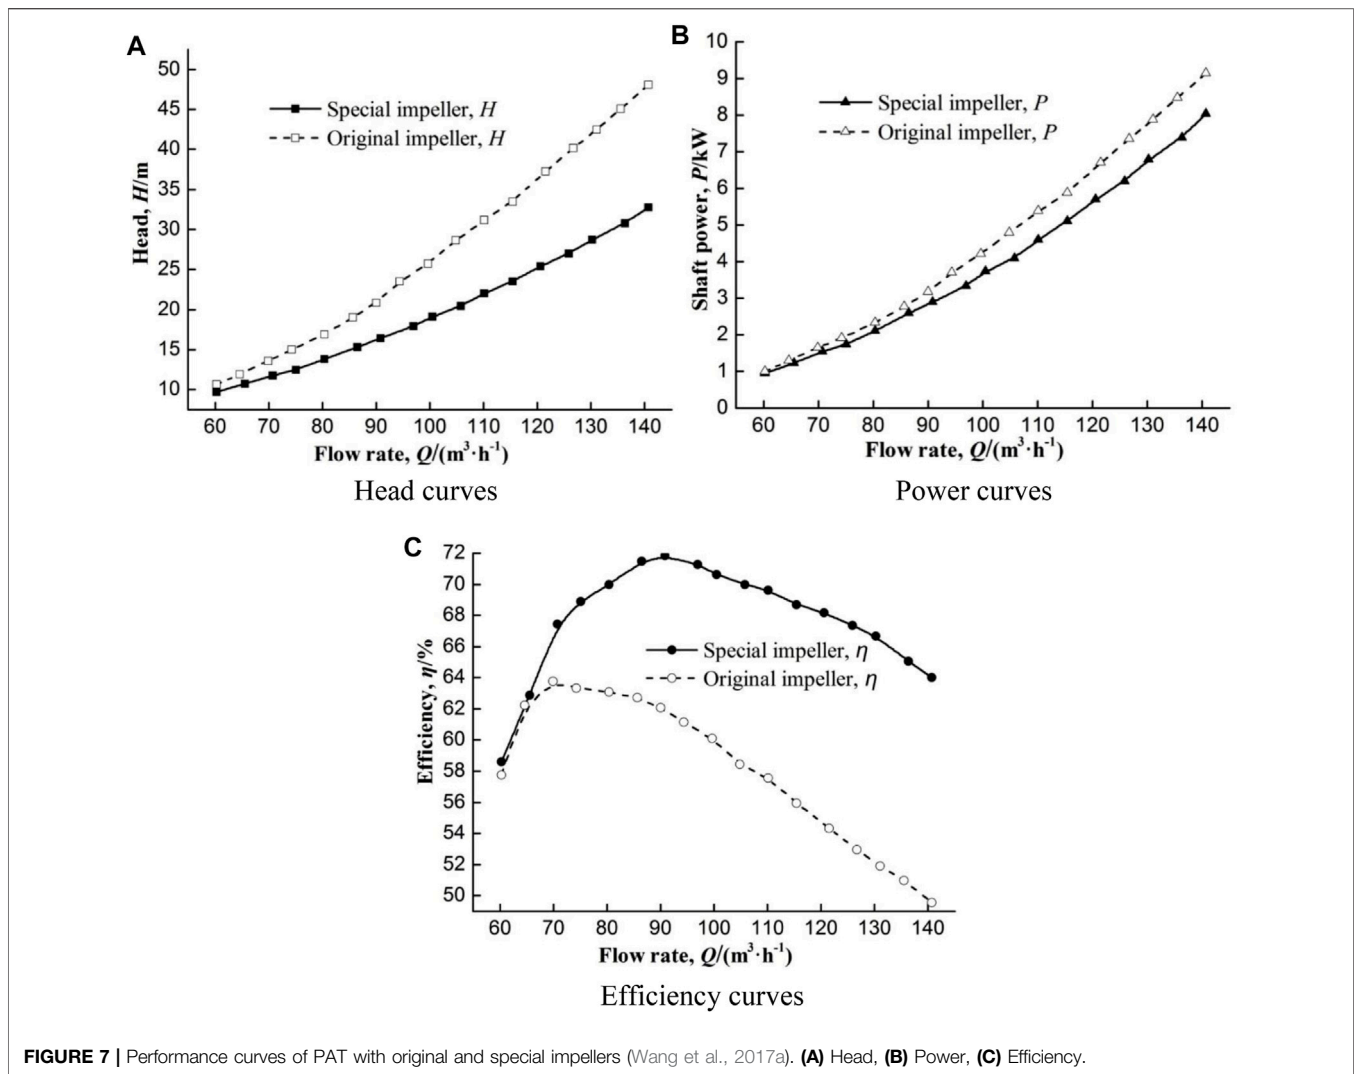 A
50
45
40
35
30
25
20
15
10
Head, H/m
Special impeller, H
Original impeller, H
60 70 80 90 100 110 120 130 140
Flow rate, Q/(m³·h⁻¹)
Head curves
B
10
9
8
7
6
5
4
3
2
1
0
Shaft power, P/kW
Special impeller, P
Original impeller, P
60 70 80 90 100 110 120 130 140
Flow rate, Q/(m³·h⁻¹)
Power curves
C
72
70
68
66
64
62
60
58
56
54
52
50
Efficiency, η/%
Special impeller, η
Original impeller, η
60 70 80 90 100 110 120 130 140
Flow rate, Q/(m³·h⁻¹)
Efficiency curves
FIGURE 7 | Performance curves of PAT with original and special impellers (Wang et al., 2017a). (A) Head, (B) Power, (C) Efficiency.